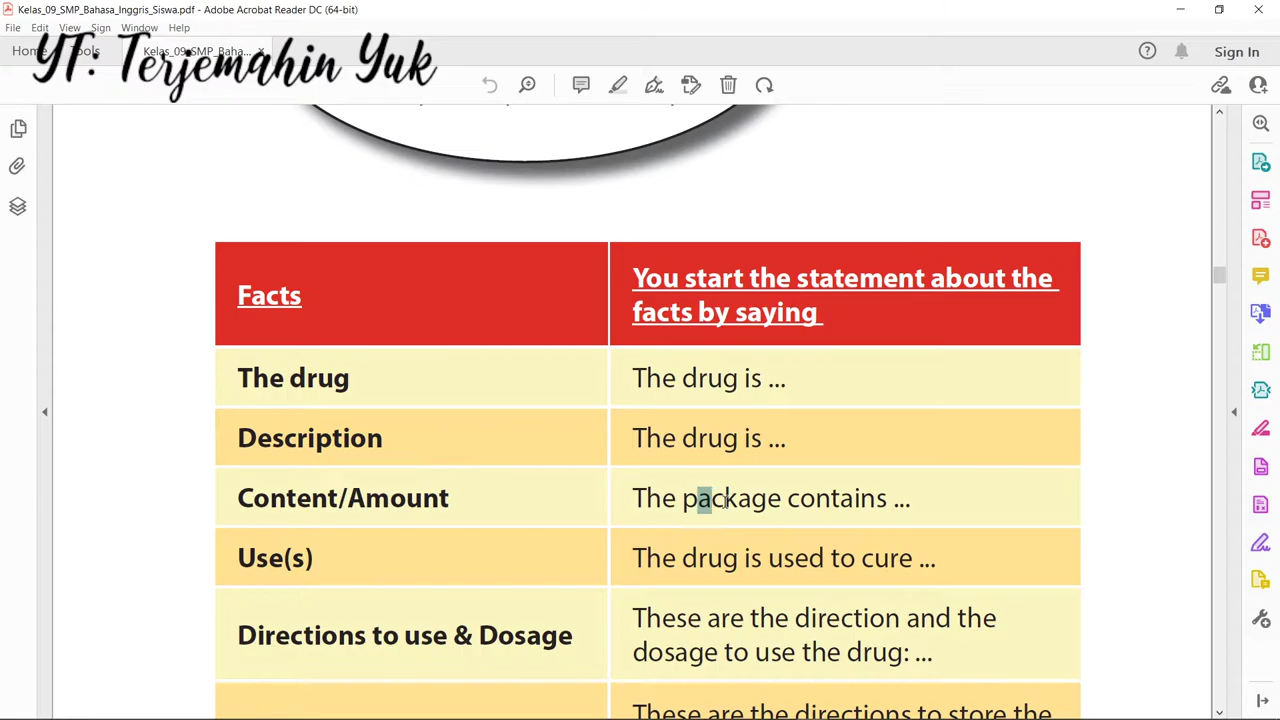 Kelas_09_SMP_Bahasa_Inggris_Siswa.pdf - Adobe Acrobat Reader DC (64-bit)
File Edit View Sign Window Help
Home Tools Kelas_09_SMP_Baha... Sign In
YT: Terjemahin Yuk
Facts
You start the statement about the
facts by saying
The drug
The drug is ...
Description
The drug is ...
Content/Amount
The package contains ...
Use(s)
The drug is used to cure ...
Directions to use & Dosage
These are the direction and the
dosage to use the drug: ...
These are the directions to store the